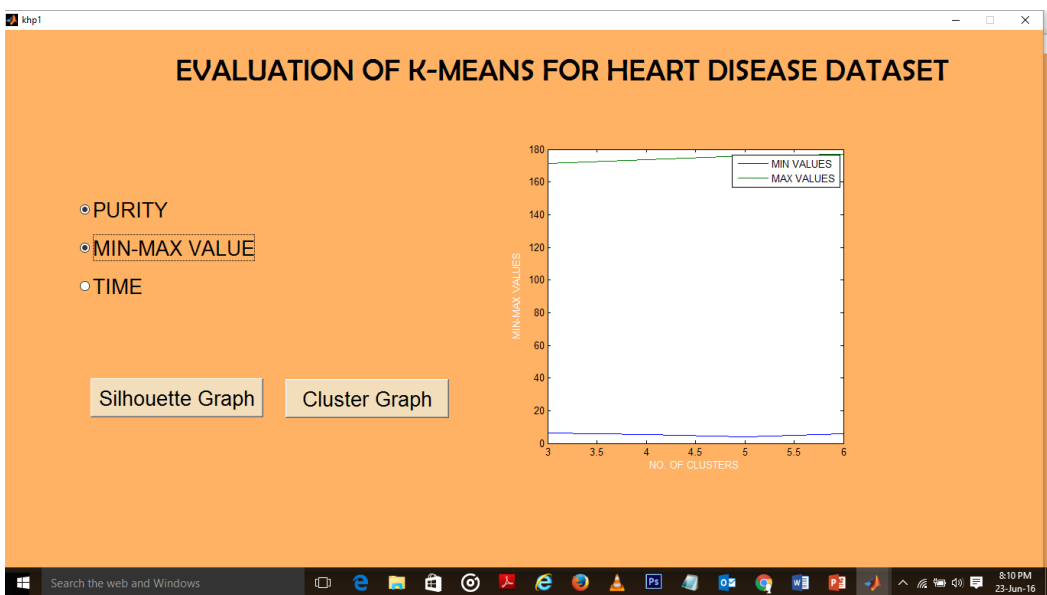 khp1
EVALUATION OF K-MEANS FOR HEART DISEASE DATASET
PURITY
MIN-MAX VALUE
TIME
Silhouette Graph
Cluster Graph
180
160
140
120
100
80
60
40
20
0
MIN-MAX VALUES
MIN VALUES
MAX VALUES
3 3.5 4 4.5 5 5.5 6
NO. OF CLUSTERS
Search the web and Windows
Ps
8:10 PM
23-Jun-16